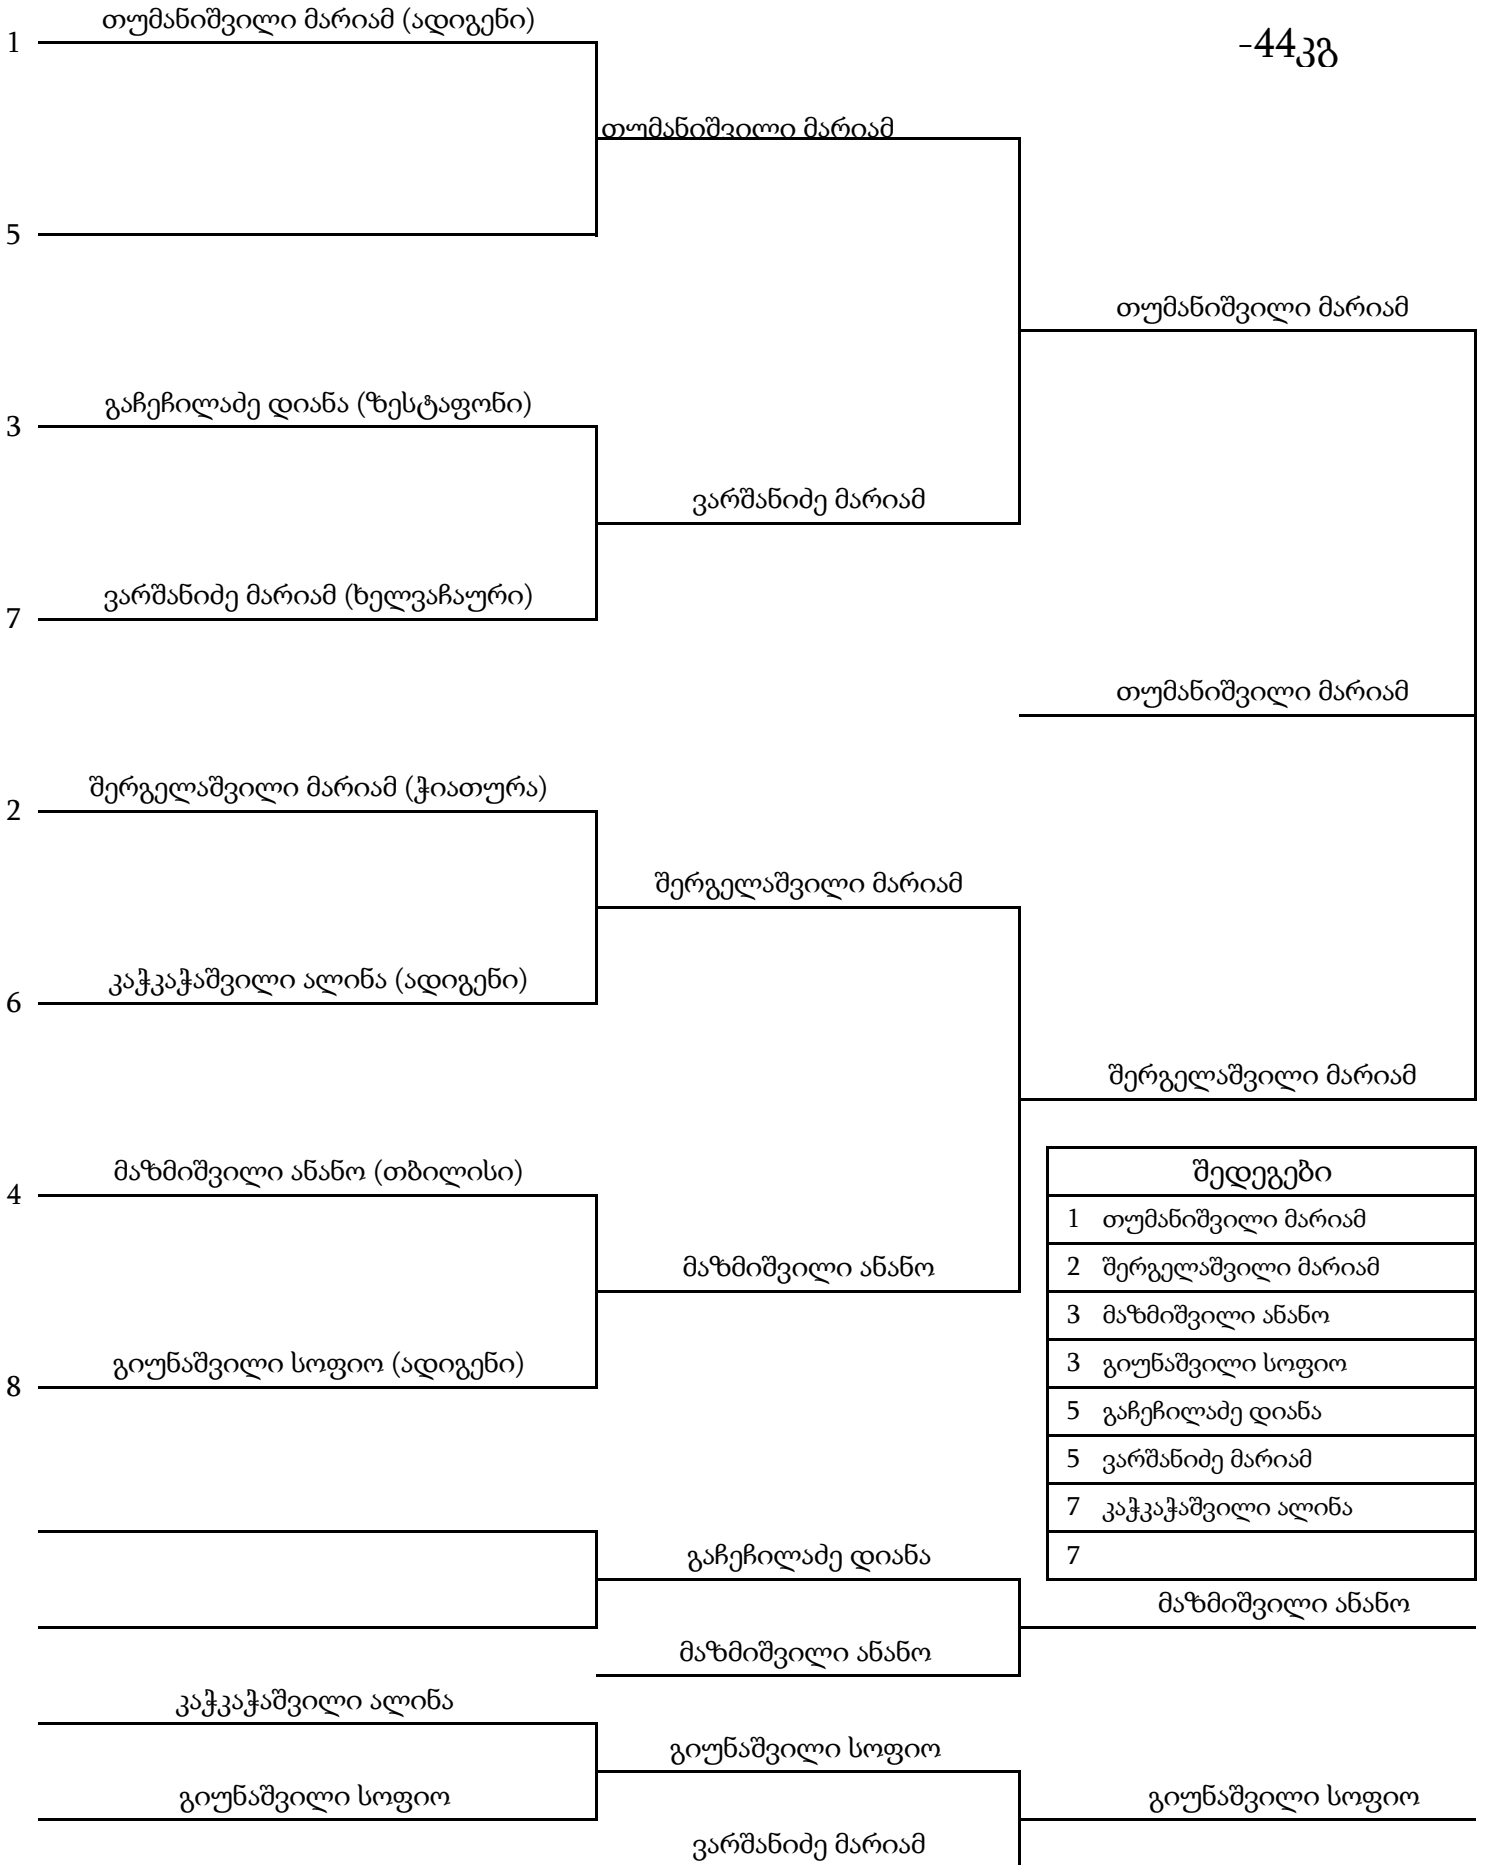 თუმანიშვილი მარიამ (ადიგენი)
1
-44კგ
თუმანიშვილი მარიამ
5
თუმანიშვილი მარიამ
გაჩეჩილაძე დიანა (ზესტაფონი)
3
ვარშანიძე მარიამ
ვარშანიძე მარიამ (ხელვაჩაური)
7
თუმანიშვილი მარიამ
შერგელაშვილი მარიამ (ჭიათურა)
2
შერგელაშვილი მარიამ
კაჭკაჭაშვილი ალინა (ადიგენი)
6
შერგელაშვილი მარიამ
მაზმიშვილი ანანო (თბილისი)
4
მაზმიშვილი ანანო
გიუნაშვილი სოფიო (ადიგენი)
8
შედეგები
1 თუმანიშვილი მარიამ
2 შერგელაშვილი მარიამ
3 მაზმიშვილი ანანო
3 გიუნაშვილი სოფიო
5 გაჩეჩილაძე დიანა
5 ვარშანიძე მარიამ
7 კაჭკაჭაშვილი ალინა
7
გაჩეჩილაძე დიანა
მაზმიშვილი ანანო
მაზმიშვილი ანანო
კაჭკაჭაშვილი ალინა
გიუნაშვილი სოფიო
გიუნაშვილი სოფიო
გიუნაშვილი სოფიო
ვარშანიძე მარიამ